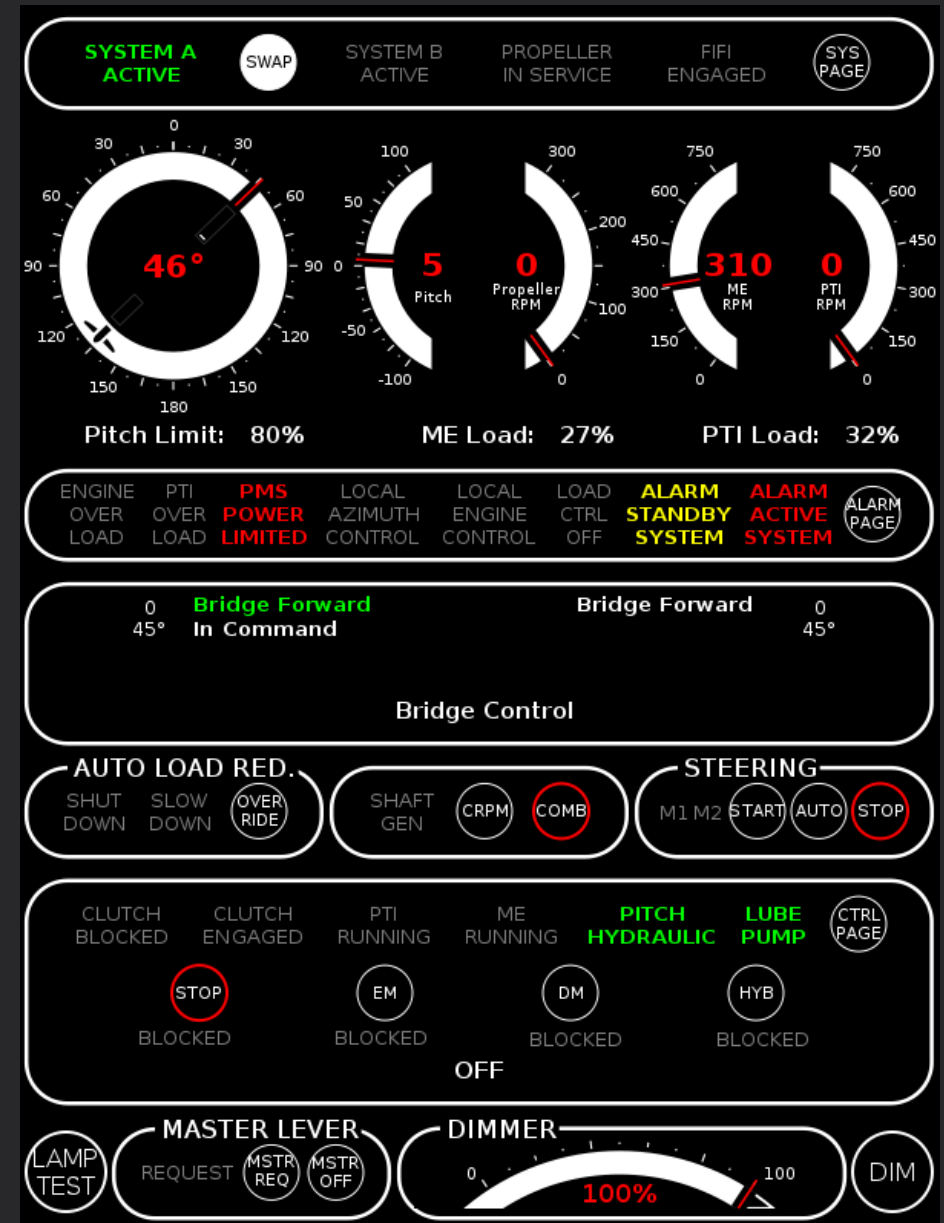 SYSTEM A
ACTIVE
SWAP
SYSTEM B
ACTIVE
PROPELLER
IN SERVICE
FIFI
ENGAGED
SYS
PAGE
0
30
30
60
60
90
90
120
120
150
150
180
46°
100
50
0
-50
-100
5
Pitch
300
200
100
0
0
Propeller
RPM
750
600
450
300
150
0
310
ME
RPM
750
600
450
300
150
0
0
PTI
RPM
Pitch Limit: 80%
ME Load: 27%
PTI Load: 32%
ENGINE
OVER
LOAD
PTI
OVER
LOAD
PMS
POWER
LIMITED
LOCAL
AZIMUTH
CONTROL
LOCAL
ENGINE
CONTROL
LOAD
CTRL
OFF
ALARM
STANDBY
SYSTEM
ALARM
ACTIVE
SYSTEM
ALARM
PAGE
0
45°
Bridge Forward
In Command
Bridge Forward
0
45°
Bridge Control
AUTO LOAD RED.
SHUT
DOWN
SLOW
DOWN
OVER
RIDE
SHAFT
GEN
CRPM
COMB
STEERING
M1 M2
START
AUTO
STOP
CLUTCH
BLOCKED
CLUTCH
ENGAGED
PTI
RUNNING
ME
RUNNING
PITCH
HYDRAULIC
LUBE
PUMP
CTRL
PAGE
STOP
BLOCKED
EM
BLOCKED
DM
BLOCKED
HYB
BLOCKED
OFF
LAMP
TEST
MASTER LEVER
REQUEST
MSTR
REQ
MSTR
OFF
DIMMER
0
100
100%
DIM